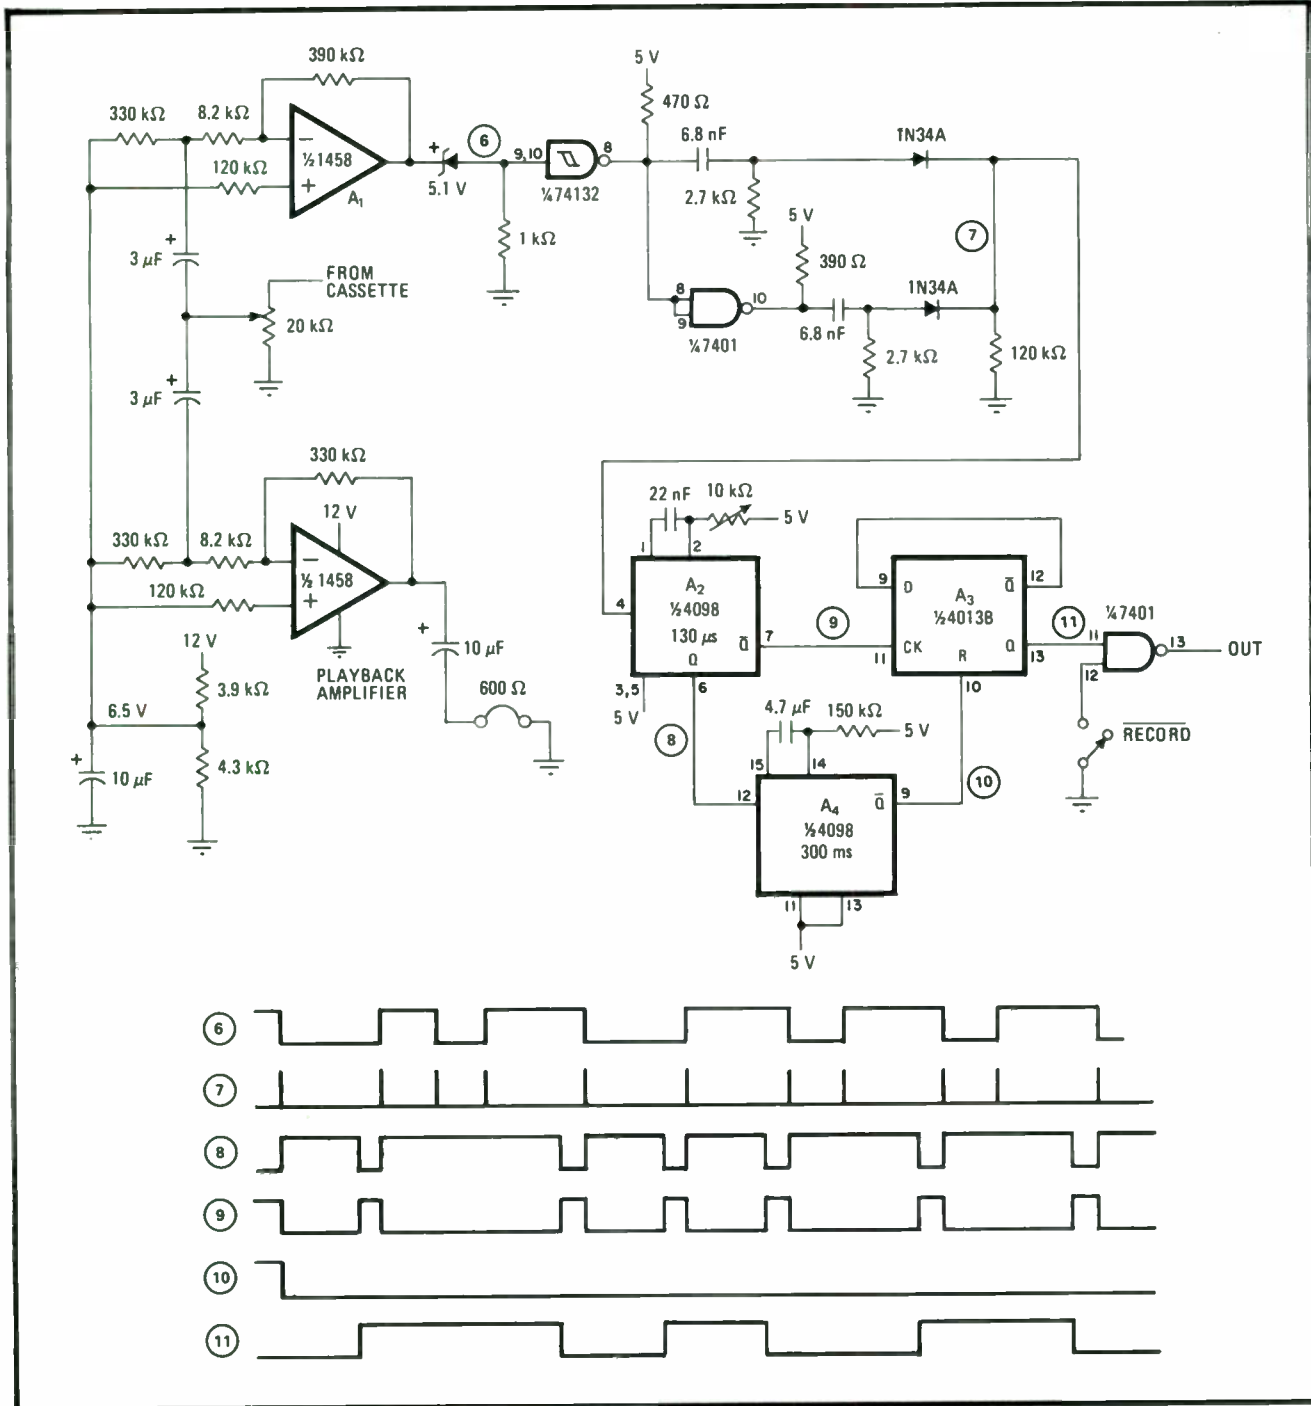 390 kΩ
330 kΩ
8.2 kΩ
−
½1458
+
A1
120 kΩ
+
5.1 V
6
9,10
8
¼74132
1 kΩ
5 V
470 Ω
6.8 nF
2.7 kΩ
1N34A
7
8
9
10
¼7401
5 V
390 Ω
6.8 nF
2.7 kΩ
1N34A
120 kΩ
+
3 μF
FROM
CASSETTE
20 kΩ
+
3 μF
330 kΩ
12 V
330 kΩ
8.2 kΩ
−
½ 1458
+
120 kΩ
PLAYBACK
AMPLIFIER
12 V
3.9 kΩ
6.5 V
4.3 kΩ
+
10 μF
+
10 μF
600 Ω
22 nF
10 kΩ
5 V
1
2
4
A2
½4098
130 μs
Q̅
7
Q
3,5
6
5 V
8
9
9
D
A3
½4013B
Q̅
12
CK
11
R
10
Q
13
11
¼7401
11
12
13
OUT
RECORD
4.7 μF
150 kΩ
5 V
15
14
12
A4
½4098
300 ms
Q̅
9
10
11
13
5 V
6
7
8
9
10
11